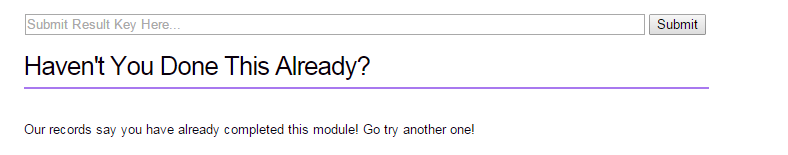 Submit Result Key Here...
Submit
Haven't You Done This Already?
Our records say you have already completed this module! Go try another one!